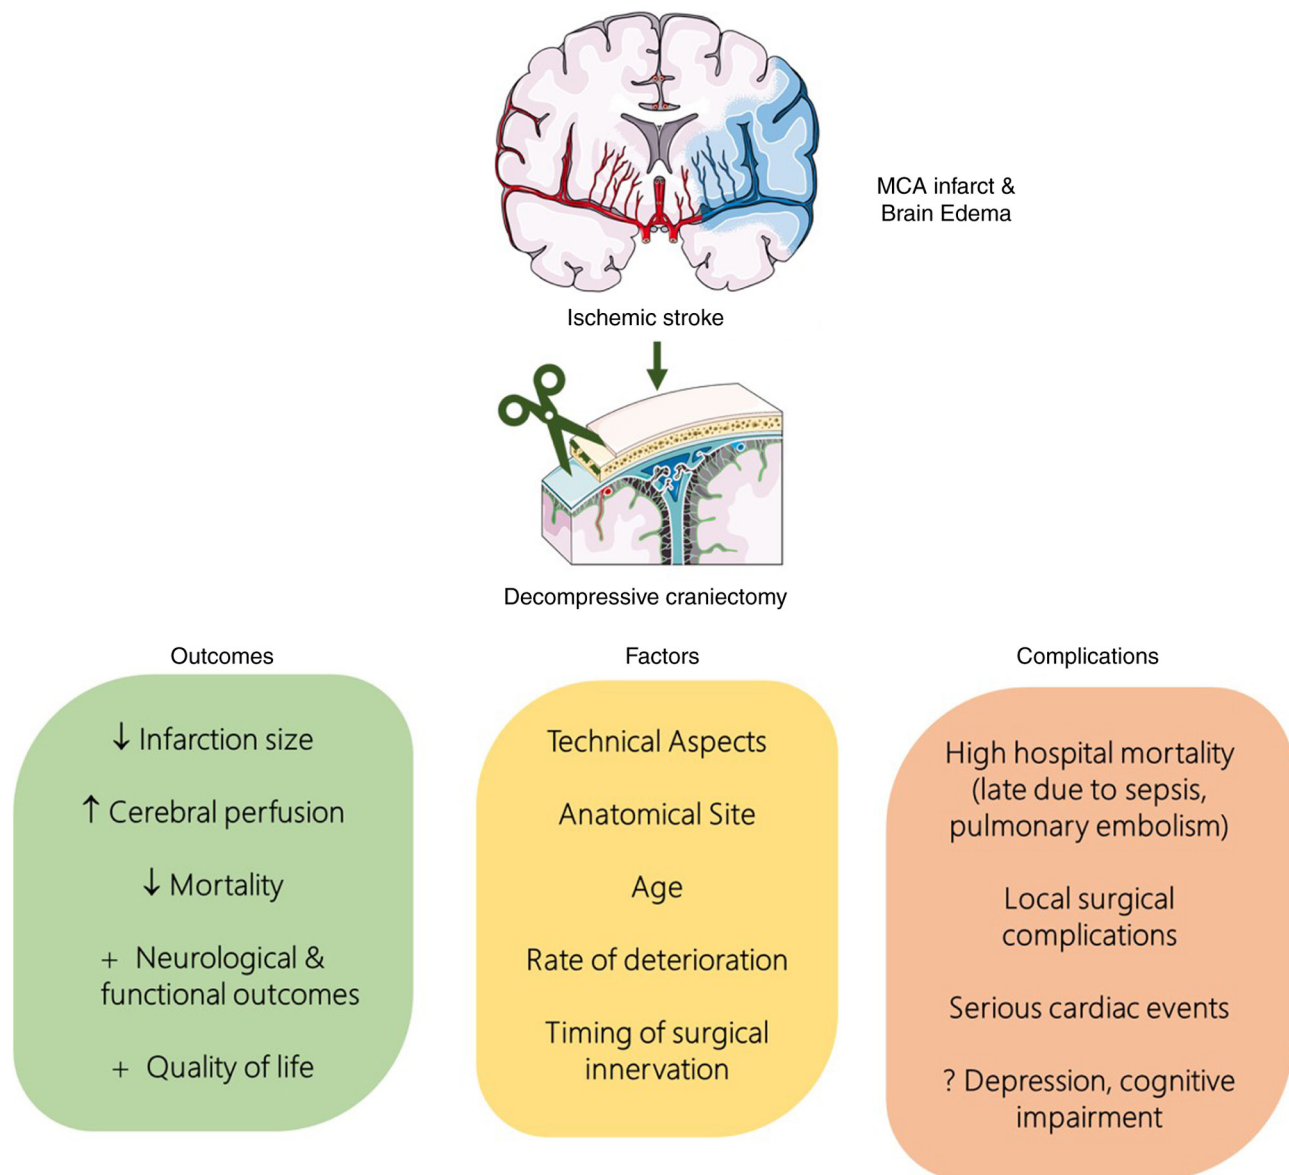 MCA infarct &
Brain Edema
Ischemic stroke
Decompressive craniectomy
Outcomes
↓ Infarction size
↑ Cerebral perfusion
↓ Mortality
+ Neurological &
functional outcomes
+ Quality of life
Factors
Technical Aspects
Anatomical Site
Age
Rate of deterioration
Timing of surgical
innervation
Complications
High hospital mortality
(late due to sepsis,
pulmonary embolism)
Local surgical
complications
Serious cardiac events
? Depression, cognitive
impairment